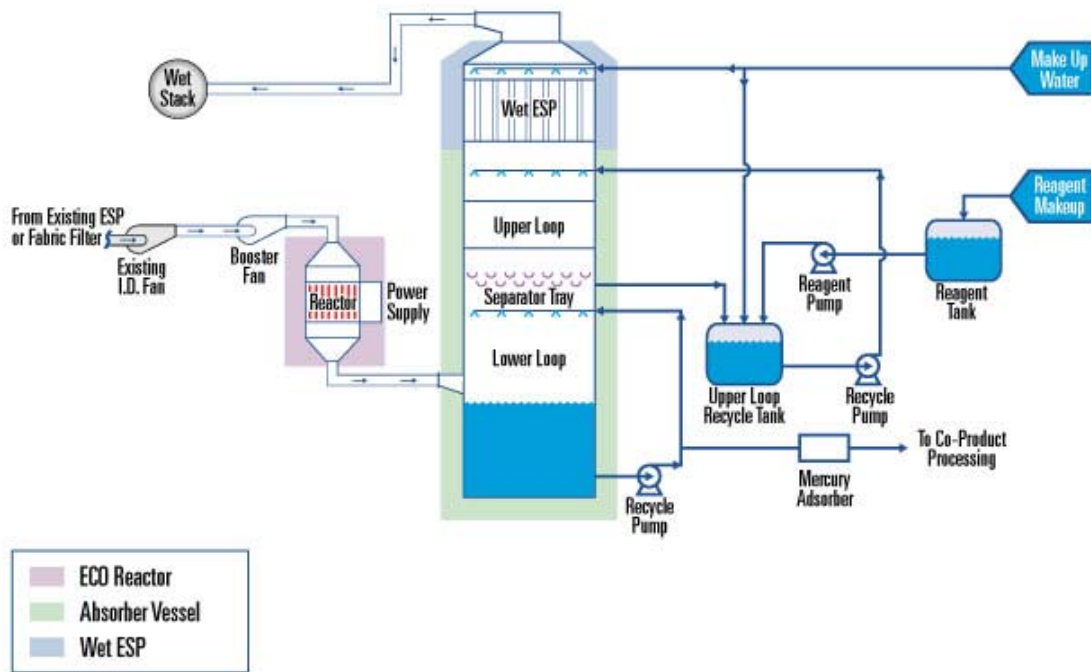 Wet
Stack
Make Up
Water
Wet ESP
Reagent
Makeup
From Existing ESP
or Fabric Filter
Existing
I.D. Fan
Booster
Fan
Upper Loop
Reagent
Pump
Reagent
Tank
Reactor
Power
Supply
Separator Tray
Lower Loop
Upper Loop
Recycle Tank
Recycle
Pump
To Co-Product
Processing
Mercury
Adsorber
Recycle
Pump
ECO Reactor
Absorber Vessel
Wet ESP